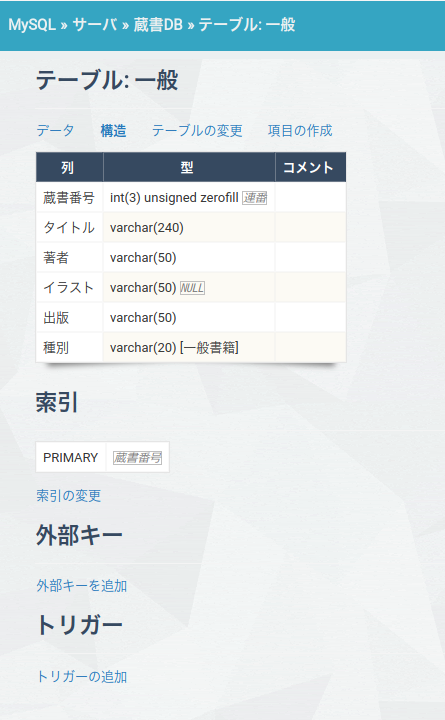 MySQL » サーバ » 蔵書DB » テーブル: 一般
テーブル: 一般
データ 構造 テーブルの変更 項目の作成
列 型 コメント
蔵書番号 int(3) unsigned zerofill 連番
タイトル varchar(240)
著者 varchar(50)
イラスト varchar(50) NULL
出版 varchar(50)
種別 varchar(20) [一般書籍]
索引
PRIMARY 蔵書番号
索引の変更
外部キー
外部キーを追加
トリガー
トリガーの追加